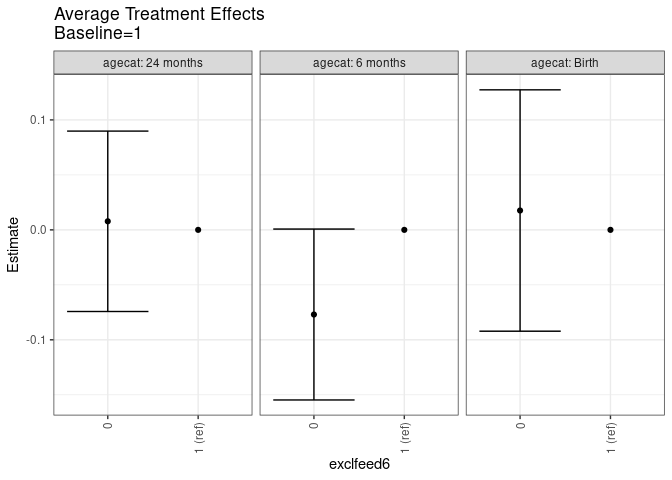 Average Treatment Effects
Baseline=1
agecat: 24 months
agecat: 6 months
agecat: Birth
Estimate
0.1
0.0
-0.1
0
1 (ref)
0
1 (ref)
0
1 (ref)
exclfeed6